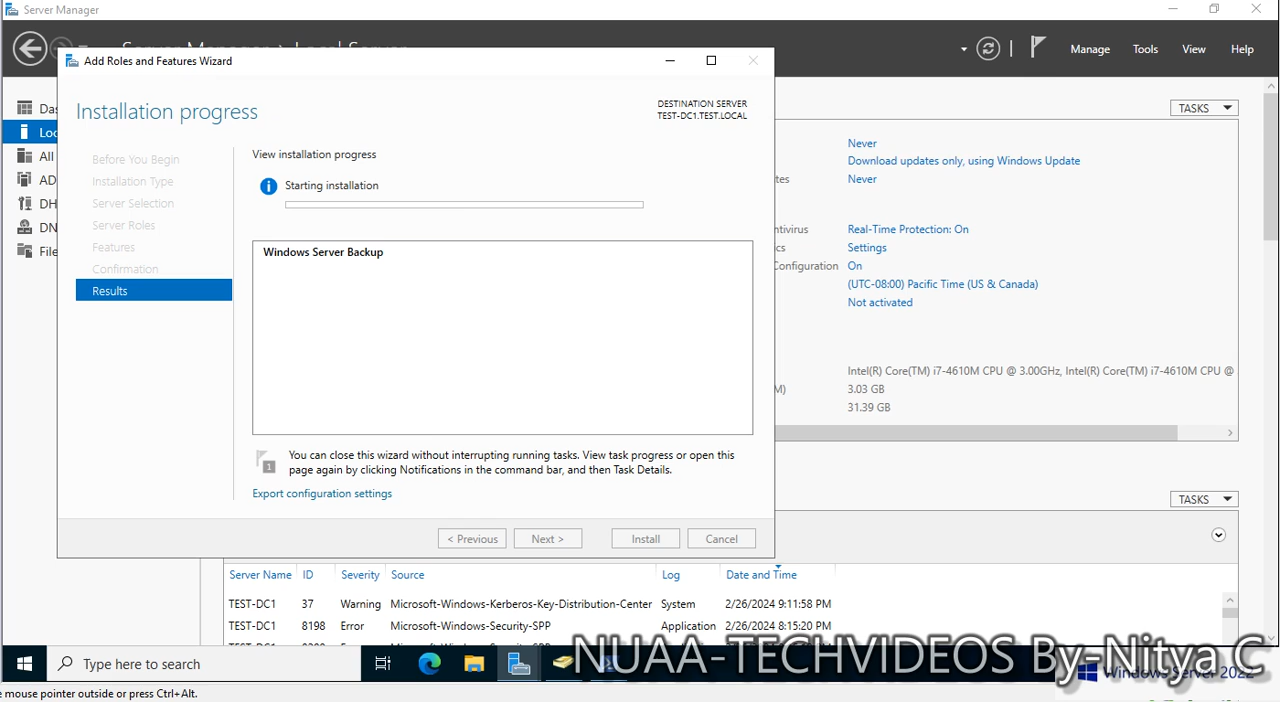 Server Manager
Add Roles and Features Wizard
Manage Tools View Help
Installation progress
DESTINATION SERVER
TEST-DC1.TEST.LOCAL
TASKS
Before You Begin
Installation Type
Server Selection
Server Roles
Features
Confirmation
Results
View installation progress
Starting installation
Windows Server Backup
You can close this wizard without interrupting running tasks. View task progress or open this
page again by clicking Notifications in the command bar, and then Task Details.
1
Export configuration settings
< Previous Next > Install Cancel
Never
Download updates only, using Windows Update
Never
Real-Time Protection: On
Settings
Configuration On
(UTC-08:00) Pacific Time (US & Canada)
Not activated
Intel(R) Core(TM) i7-4610M CPU @ 3.00GHz, Intel(R) Core(TM) i7-4610M CPU @
3.03 GB
31.39 GB
TASKS
Server Name ID Severity Source Log Date and Time
TEST-DC1 37 Warning Microsoft-Windows-Kerberos-Key-Distribution-Center System 2/26/2024 9:11:58 PM
TEST-DC1 8198 Error Microsoft-Windows-Security-SPP Application 2/26/2024 8:15:20 PM
Type here to search
NUAA-TECHVIDEOS By-Nitya C
Windows Server 2022
mouse pointer outside or press Ctrl+Alt.